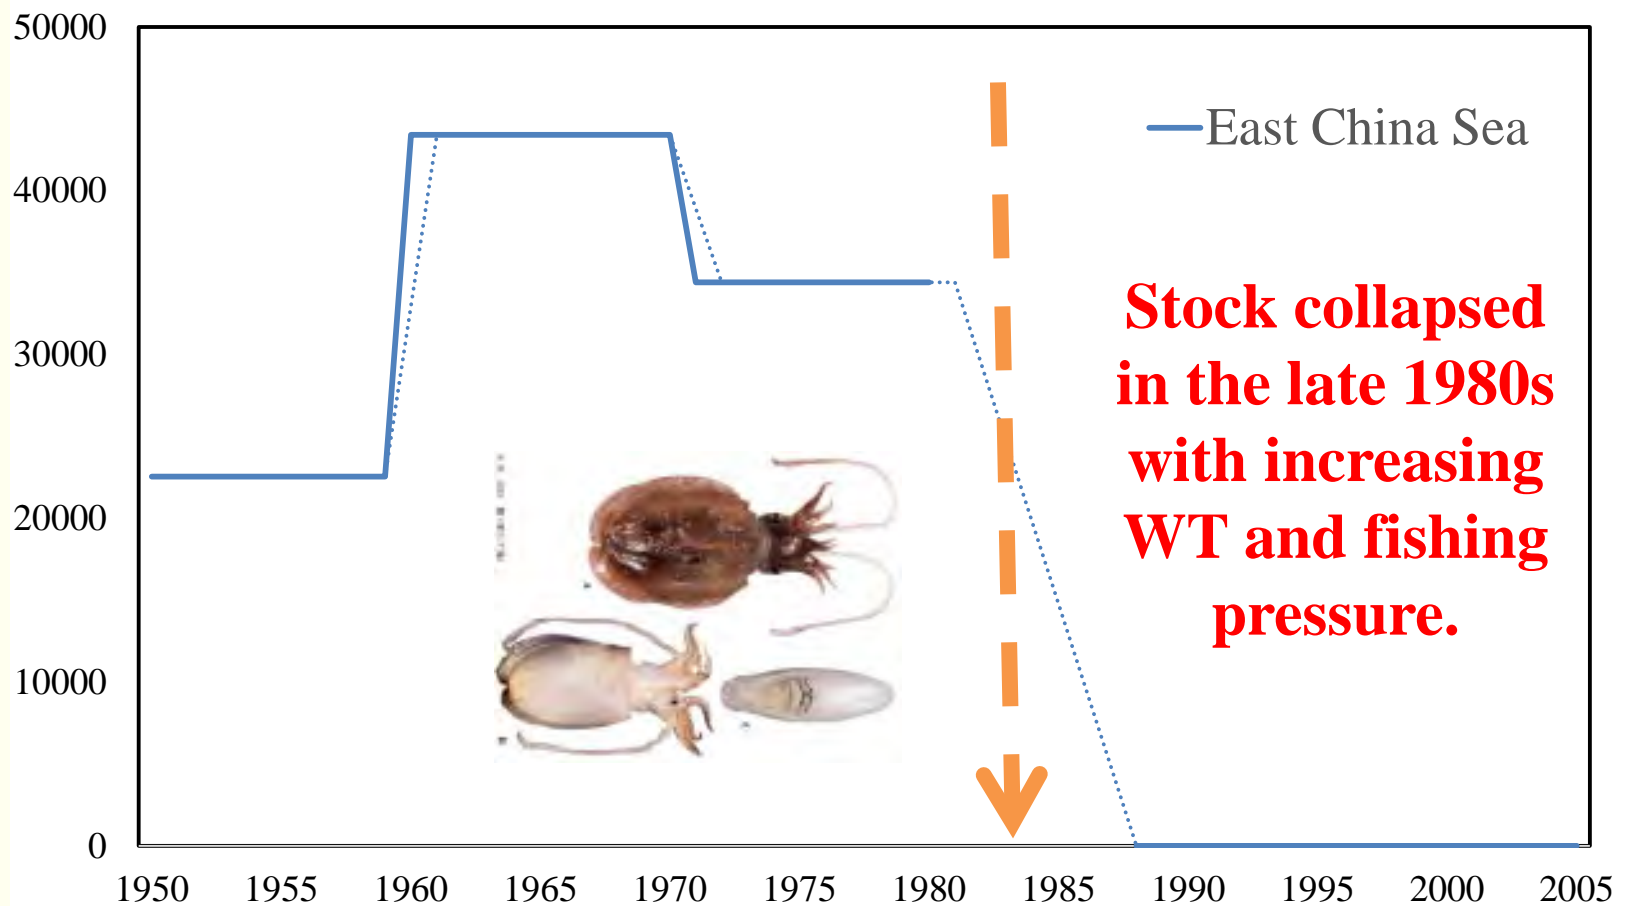 50000
40000
30000
20000
10000
0
East China Sea
Stock collapsed
in the late 1980s
with increasing
WT and fishing
pressure.
1950 1955 1960 1965 1970 1975 1980 1985 1990 1995 2000 2005